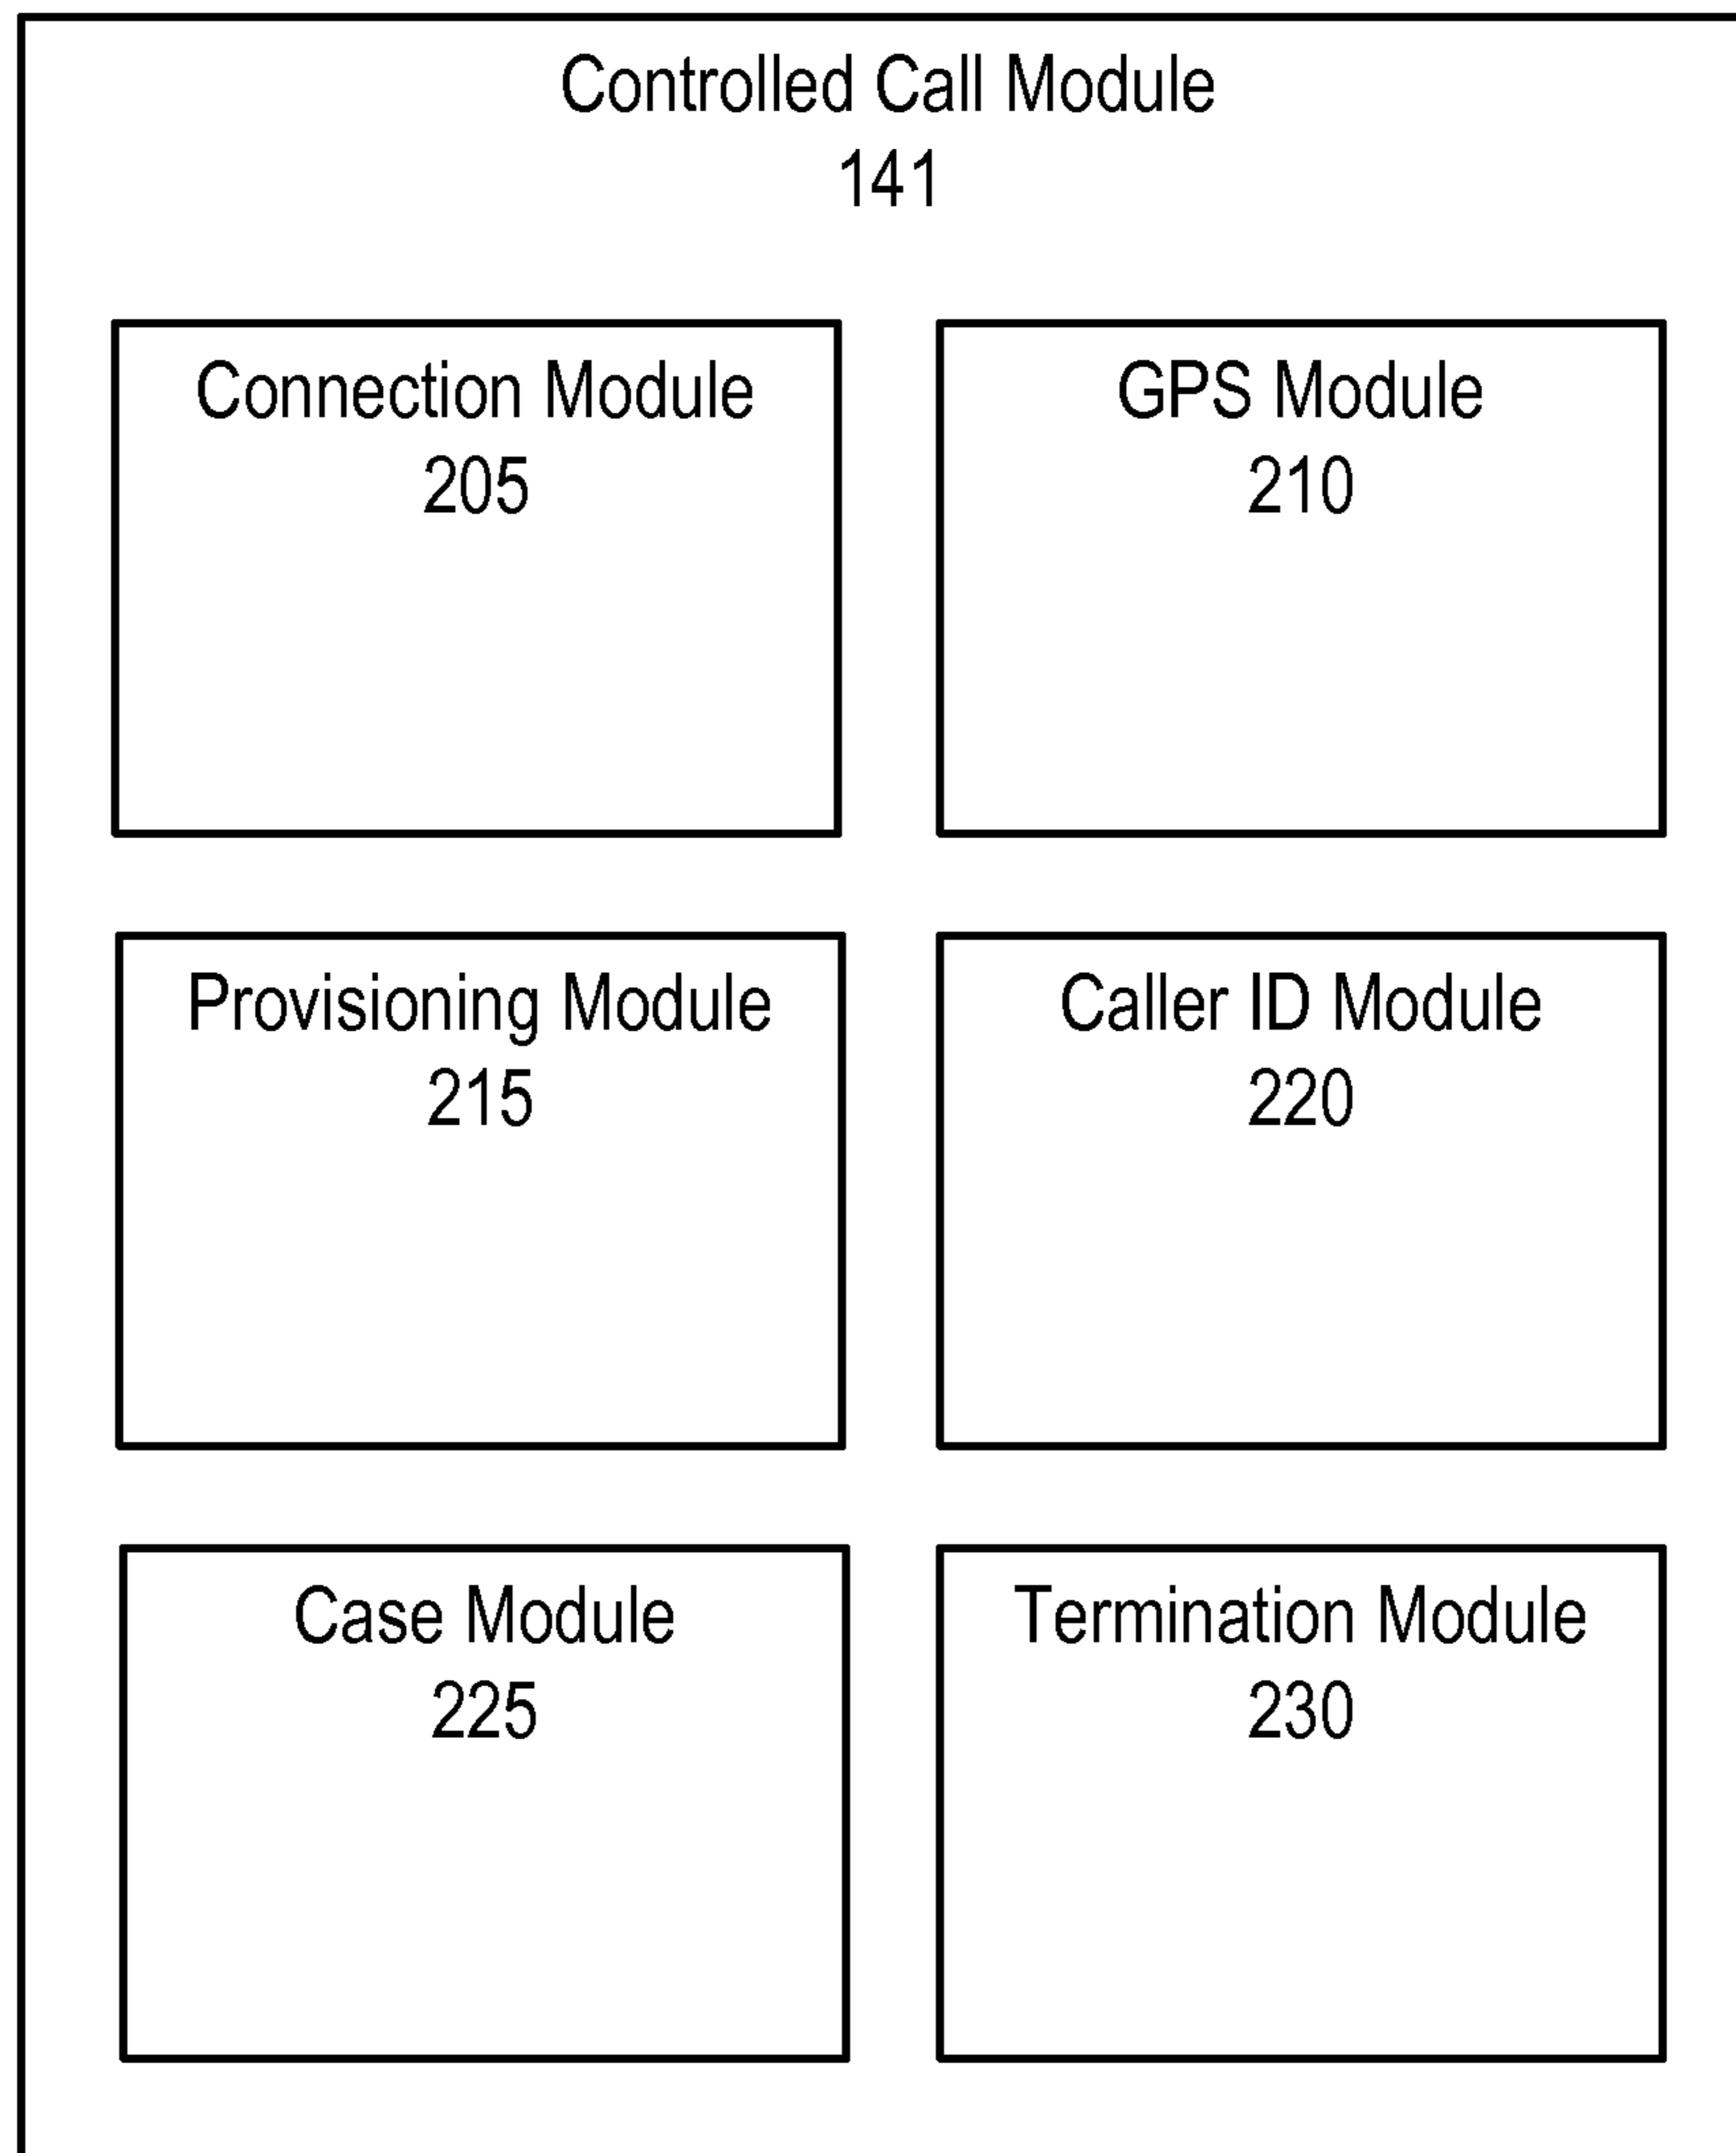 Controlled Call Module
141
Connection Module
205
GPS Module
210
Provisioning Module
215
Caller ID Module
220
Case Module
225
Termination Module
230